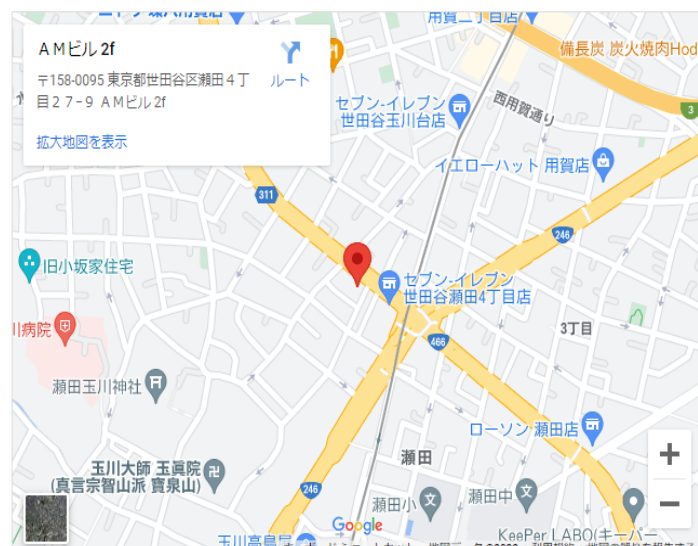 用賀二丁目店
AMビル 2f
〒158-0095 東京都世田谷区瀬田４丁
目２７−９ AMビル 2f
ルート
拡大地図を表示
備長炭 炭火焼肉Hod
3
セブン-イレブン
世田谷玉川台店
西用賀通り
イエローハット 用賀店
311
246
旧小坂家住宅
セブン-イレブン
世田谷瀬田4丁目店
川病院
466
3丁目
瀬田玉川神社
ローソン 瀬田店
瀬田
玉川大師 玉眞院
(真言宗智山派 寶泉山)
246
瀬田小
瀬田中
Google
玉川高島屋
KeePer LABO(キーパー